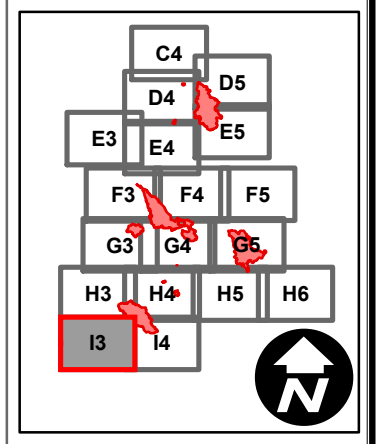 C4
D4 D5
E3 E4 E5
F3 F4 F5
G3 G4 G5
H3 H4 H5 H6
I3 I4
N